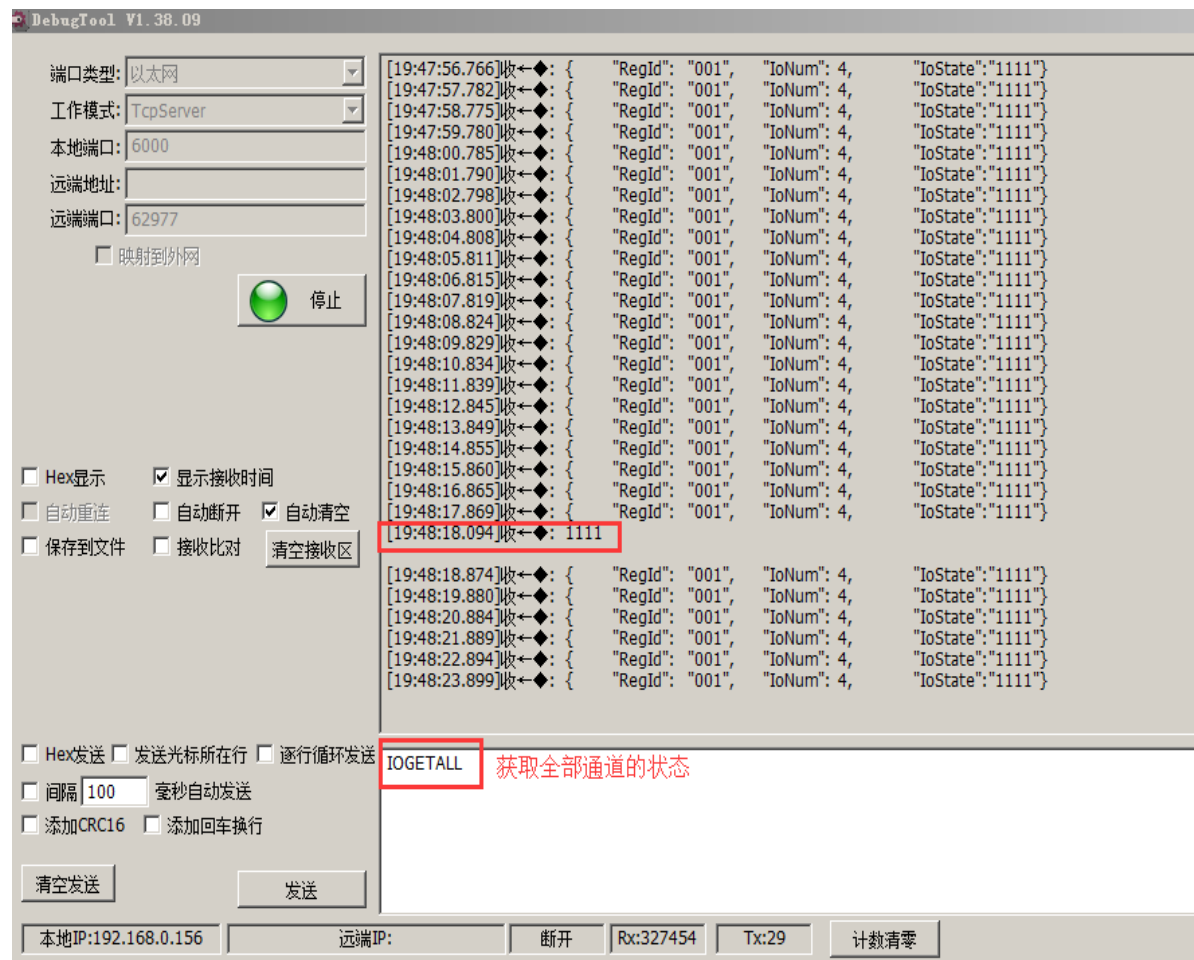 DebugTool V1.38.09
端口类型: 以太网
工作模式: TcpServer
本地端口: 6000
远端地址:
远端端口: 62977
映射到外网
停止
Hex显示 显示接收时间
自动重连 自动断开 自动清空
保存到文件 接收比对 清空接收区
[19:47:56.766]收←◆: { "RegId": "001", "IoNum": 4, "IoState":"1111"}
[19:47:57.782]收←◆: { "RegId": "001", "IoNum": 4, "IoState":"1111"}
[19:47:58.775]收←◆: { "RegId": "001", "IoNum": 4, "IoState":"1111"}
[19:47:59.780]收←◆: { "RegId": "001", "IoNum": 4, "IoState":"1111"}
[19:48:00.785]收←◆: { "RegId": "001", "IoNum": 4, "IoState":"1111"}
[19:48:01.790]收←◆: { "RegId": "001", "IoNum": 4, "IoState":"1111"}
[19:48:02.798]收←◆: { "RegId": "001", "IoNum": 4, "IoState":"1111"}
[19:48:03.800]收←◆: { "RegId": "001", "IoNum": 4, "IoState":"1111"}
[19:48:04.808]收←◆: { "RegId": "001", "IoNum": 4, "IoState":"1111"}
[19:48:05.811]收←◆: { "RegId": "001", "IoNum": 4, "IoState":"1111"}
[19:48:06.815]收←◆: { "RegId": "001", "IoNum": 4, "IoState":"1111"}
[19:48:07.819]收←◆: { "RegId": "001", "IoNum": 4, "IoState":"1111"}
[19:48:08.824]收←◆: { "RegId": "001", "IoNum": 4, "IoState":"1111"}
[19:48:09.829]收←◆: { "RegId": "001", "IoNum": 4, "IoState":"1111"}
[19:48:10.834]收←◆: { "RegId": "001", "IoNum": 4, "IoState":"1111"}
[19:48:11.839]收←◆: { "RegId": "001", "IoNum": 4, "IoState":"1111"}
[19:48:12.845]收←◆: { "RegId": "001", "IoNum": 4, "IoState":"1111"}
[19:48:13.849]收←◆: { "RegId": "001", "IoNum": 4, "IoState":"1111"}
[19:48:14.855]收←◆: { "RegId": "001", "IoNum": 4, "IoState":"1111"}
[19:48:15.860]收←◆: { "RegId": "001", "IoNum": 4, "IoState":"1111"}
[19:48:16.865]收←◆: { "RegId": "001", "IoNum": 4, "IoState":"1111"}
[19:48:17.869]收←◆: { "RegId": "001", "IoNum": 4, "IoState":"1111"}
[19:48:18.094]收←◆: 1111
[19:48:18.874]收←◆: { "RegId": "001", "IoNum": 4, "IoState":"1111"}
[19:48:19.880]收←◆: { "RegId": "001", "IoNum": 4, "IoState":"1111"}
[19:48:20.884]收←◆: { "RegId": "001", "IoNum": 4, "IoState":"1111"}
[19:48:21.889]收←◆: { "RegId": "001", "IoNum": 4, "IoState":"1111"}
[19:48:22.894]收←◆: { "RegId": "001", "IoNum": 4, "IoState":"1111"}
[19:48:23.899]收←◆: { "RegId": "001", "IoNum": 4, "IoState":"1111"}
Hex发送 发送光标所在行 逐行循环发送
间隔 100 毫秒自动发送
添加CRC16 添加回车换行
清空发送 发送
IOGETALL 获取全部通道的状态
本地IP:192.168.0.156 远端IP: 断开 Rx:327454 Tx:29 计数清零